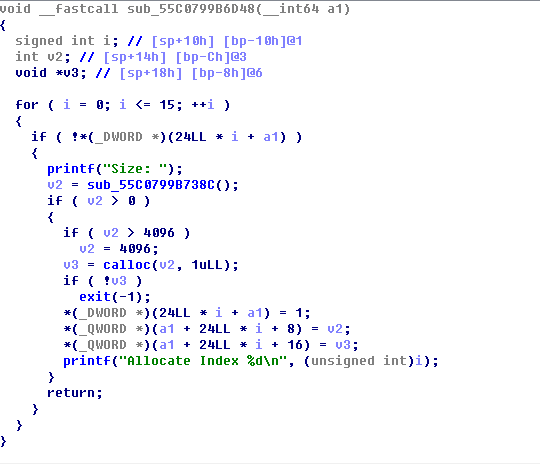 void __fastcall sub_55C0799B6D48(__int64 a1)
{
  signed int i; // [sp+10h] [bp-10h]@1
  int v2; // [sp+14h] [bp-Ch]@3
  void *v3; // [sp+18h] [bp-8h]@6

  for ( i = 0; i <= 15; ++i )
  {
    if ( !*(_DWORD *)(24LL * i + a1) )
    {
      printf("Size: ");
      v2 = sub_55C0799B738C();
      if ( v2 > 0 )
      {
        if ( v2 > 4096 )
          v2 = 4096;
        v3 = calloc(v2, 1uLL);
        if ( !v3 )
          exit(-1);
        *(_DWORD *)(24LL * i + a1) = 1;
        *(_QWORD *)(a1 + 24LL * i + 8) = v2;
        *(_QWORD *)(a1 + 24LL * i + 16) = v3;
        printf("Allocate Index %d\n", (unsigned int)i);
      }
      return;
    }
  }
}